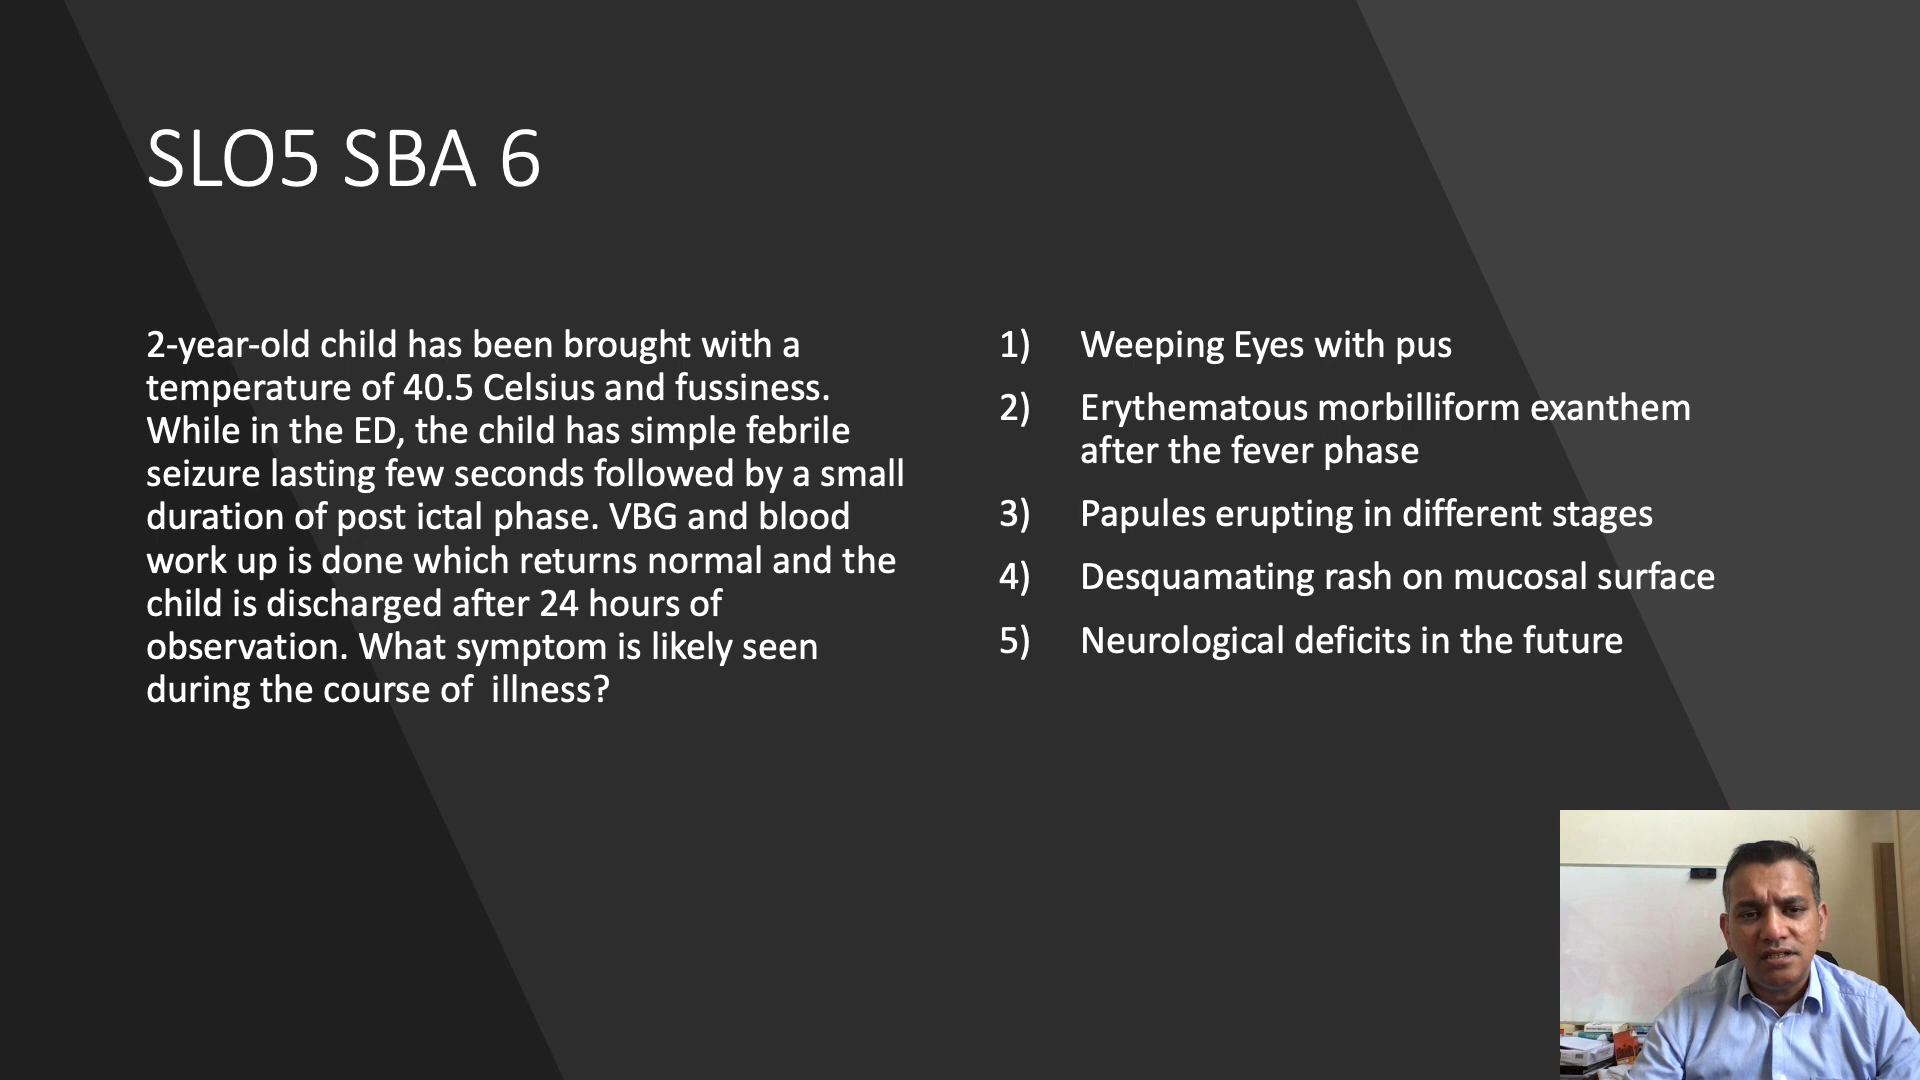 SLO5 SBA 6
2-year-old child has been brought with a
temperature of 40.5 Celsius and fussiness.
While in the ED, the child has simple febrile
seizure lasting few seconds followed by a small
duration of post ictal phase. VBG and blood
work up is done which returns normal and the
child is discharged after 24 hours of
observation. What symptom is likely seen
during the course of  illness?
1) Weeping Eyes with pus
2) Erythematous morbilliform exanthem
after the fever phase
3) Papules erupting in different stages
4) Desquamating rash on mucosal surface
5) Neurological deficits in the future